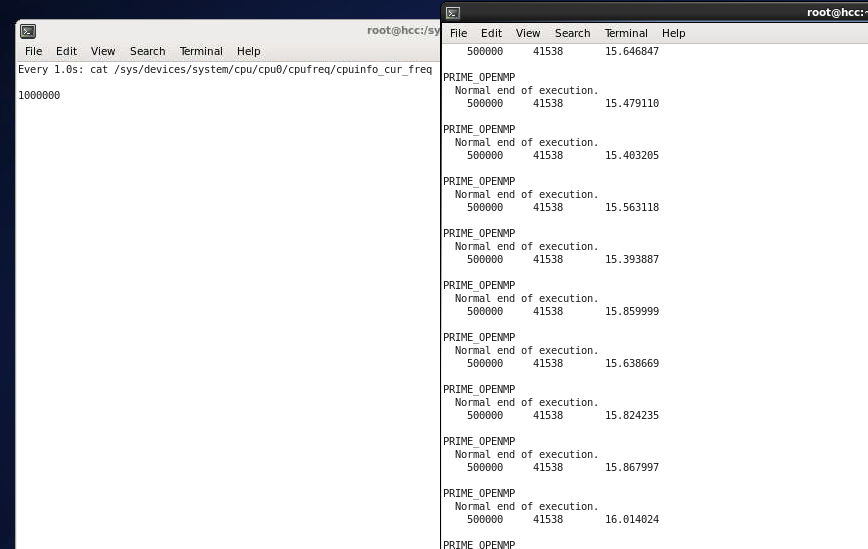 root@hcc:/sy
File Edit View Search Terminal Help
Every 1.0s: cat /sys/devices/system/cpu/cpu0/cpufreq/cpuinfo_cur_freq
1000000
root@hcc:~
File Edit View Search Terminal Help
500000 41538 15.646847
PRIME_OPENMP
Normal end of execution.
500000 41538 15.479110
PRIME_OPENMP
Normal end of execution.
500000 41538 15.403205
PRIME_OPENMP
Normal end of execution.
500000 41538 15.563118
PRIME_OPENMP
Normal end of execution.
500000 41538 15.393887
PRIME_OPENMP
Normal end of execution.
500000 41538 15.859999
PRIME_OPENMP
Normal end of execution.
500000 41538 15.638669
PRIME_OPENMP
Normal end of execution.
500000 41538 15.824235
PRIME_OPENMP
Normal end of execution.
500000 41538 15.867997
PRIME_OPENMP
Normal end of execution.
500000 41538 16.014024
PRIME_OPENMP